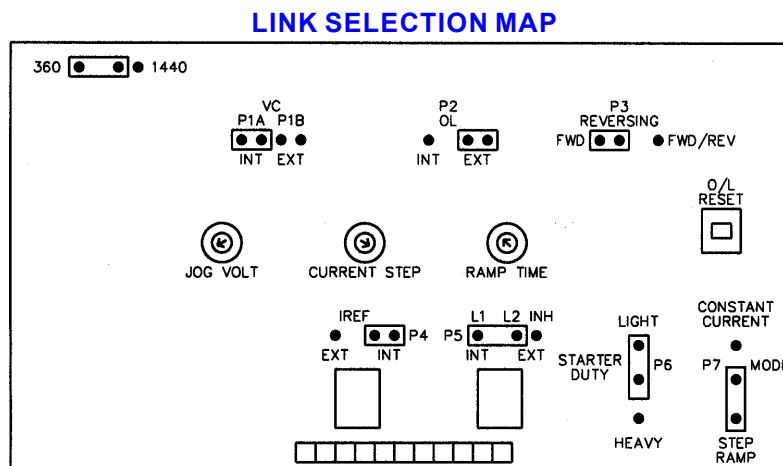 LINK SELECTION MAP
360 1440
VC
P1A P1B
INT EXT
P2
OL
INT EXT
P3
REVERSING
FWD FWD/REV
O/L
RESET
JOG VOLT
CURRENT STEP
RAMP TIME
IREF
P4
EXT INT
L1 L2 INH
P5
INT EXT
LIGHT
STARTER
DUTY
P6
HEAVY
CONSTANT
CURRENT
P7
STEP
RAMP